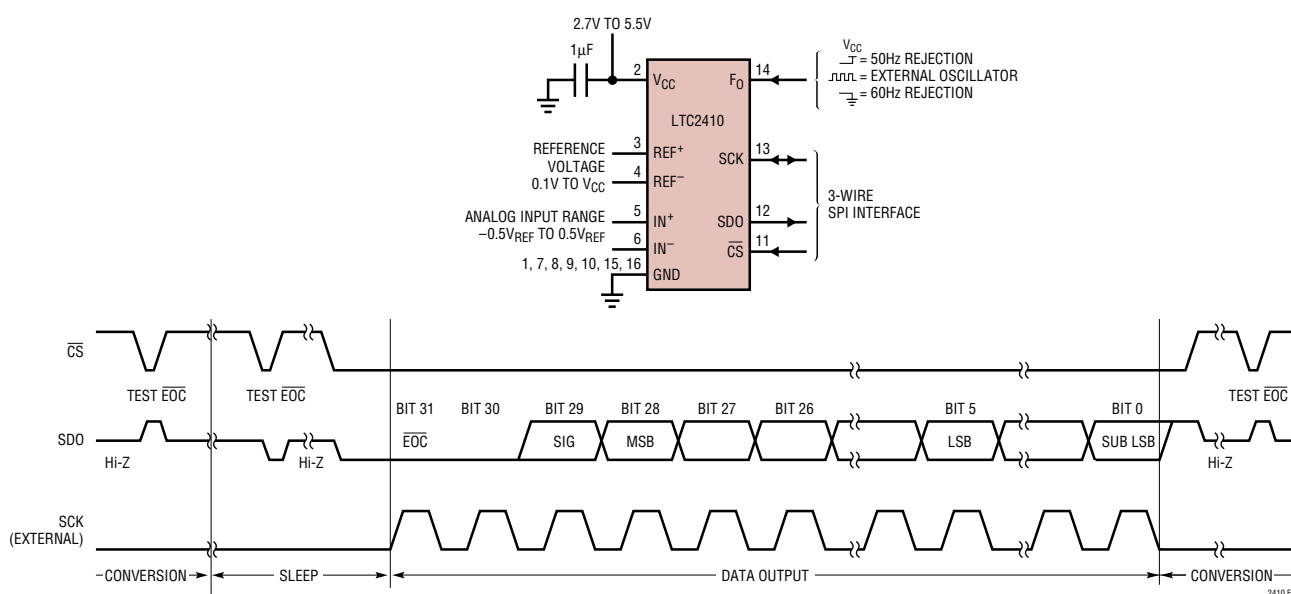 2.7V TO 5.5V
1µF
2
VCC
FO
14
VCC
= 50Hz REJECTION
= EXTERNAL OSCILLATOR
= 60Hz REJECTION
LTC2410
REFERENCE
VOLTAGE
0.1V TO VCC
3
REF+
4
REF–
SCK
13
3-WIRE
SPI INTERFACE
ANALOG INPUT RANGE
–0.5VREF TO 0.5VREF
5
IN+
6
IN–
SDO
12
CS
11
1, 7, 8, 9, 10, 15, 16
GND
CS
TEST EOC
TEST EOC
TEST EOC
BIT 31
BIT 30
BIT 29
BIT 28
BIT 27
BIT 26
BIT 5
BIT 0
SDO
Hi-Z
Hi-Z
EOC
SIG
MSB
LSB
SUB LSB
Hi-Z
SCK
(EXTERNAL)
CONVERSION
SLEEP
DATA OUTPUT
CONVERSION